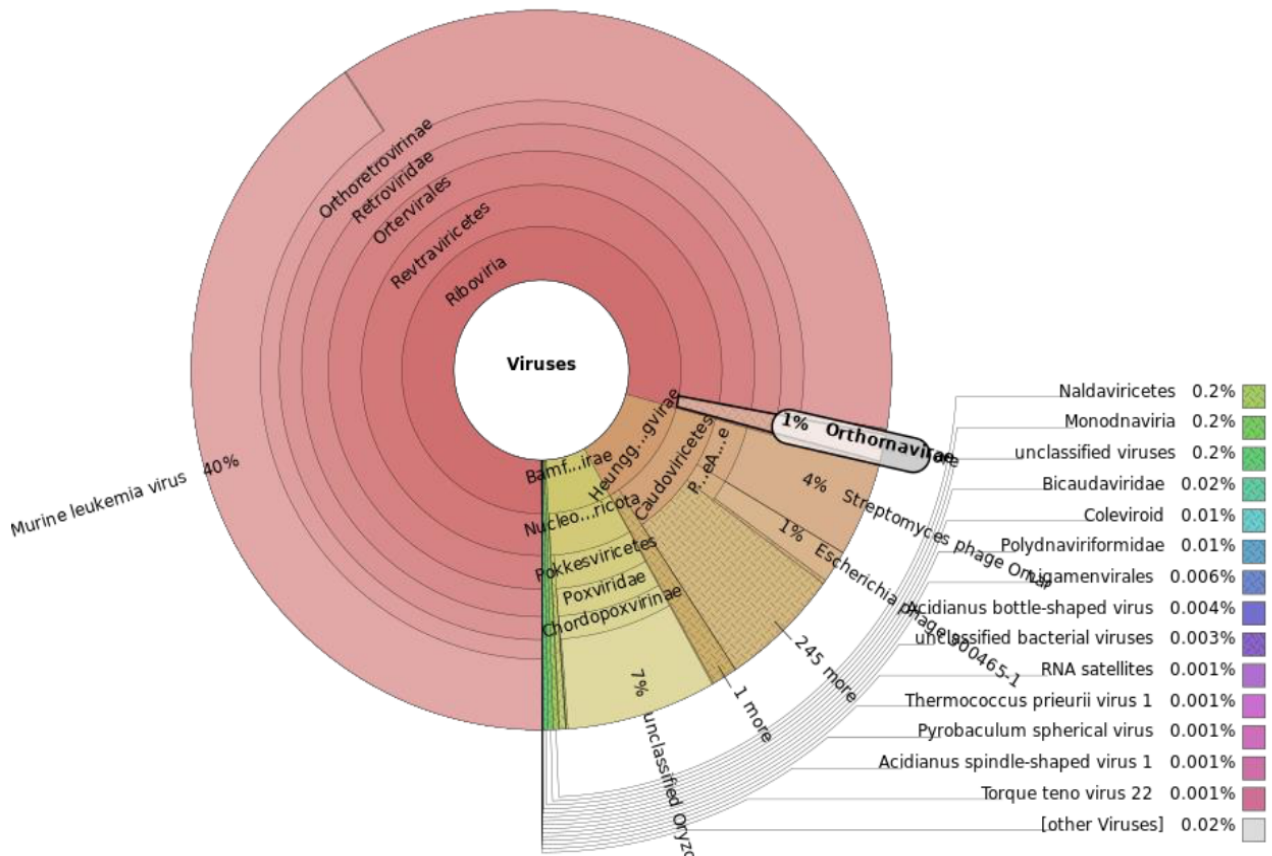 Orthoretrovirinae
Retroviridae
Ortervirales
Revtraviricetes
Riboviria
Viruses
Murine leukemia virus 40%
1% Orthornavirae
Heungg...gvirae
Caudoviricetes
P...eA...e
4% Streptomyces phage Omar
1% Escherichia phage 500465-1
245 more
1 more
Bamf...irae
Nucleo...ricota
Pokkesviricetes
Poxviridae
Chordopoxvirinae
7% unclassified Oryzo
Naldaviricetes 0.2%
Monodnaviria 0.2%
unclassified viruses 0.2%
Bicaudaviridae 0.02%
Coleviroid 0.01%
Polydnaviriformidae 0.01%
Ligamenvirales 0.006%
Acidianus bottle-shaped virus 0.004%
unclassified bacterial viruses 0.003%
RNA satellites 0.001%
Thermococcus prieurii virus 1 0.001%
Pyrobaculum spherical virus 0.001%
Acidianus spindle-shaped virus 1 0.001%
Torque teno virus 22 0.001%
[other Viruses] 0.02%